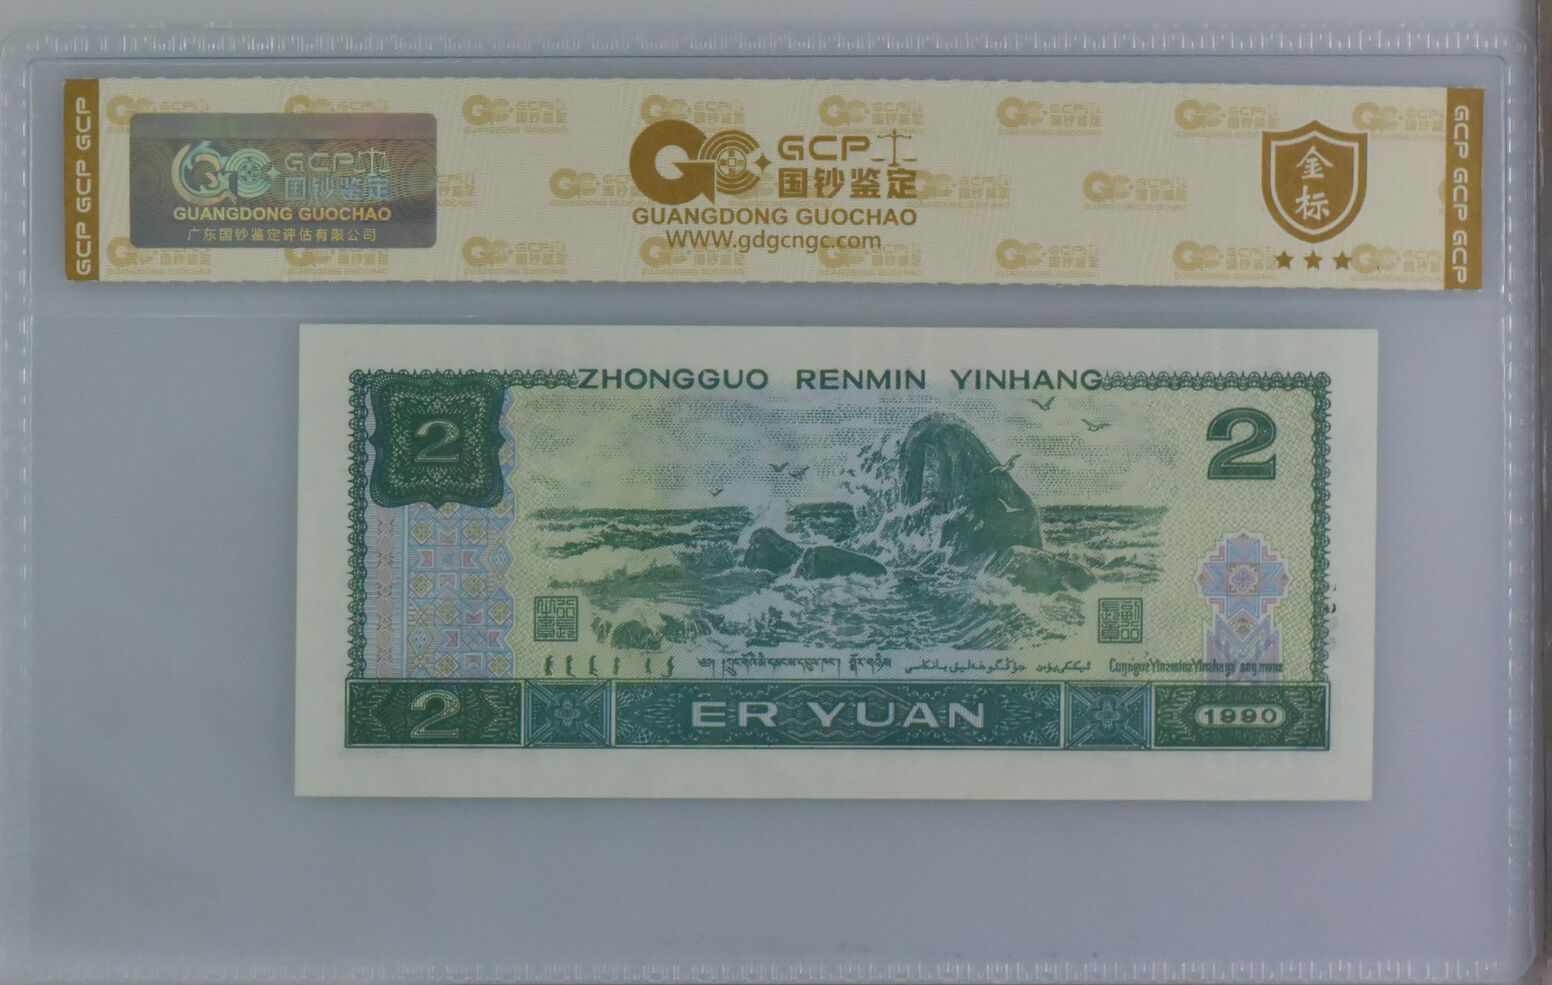 GCP GCP GCP
GCP
国钞鉴定
GUANGDONG GUOCHAO
广东国钞鉴定评估有限公司
GCP
国钞鉴定
GUANGDONG GUOCHAO
WWW.gdgcngc.com
金标
GCP GCP GCP
ZHONGGUO RENMIN YINHANG
2
2
2
ER YUAN
1990